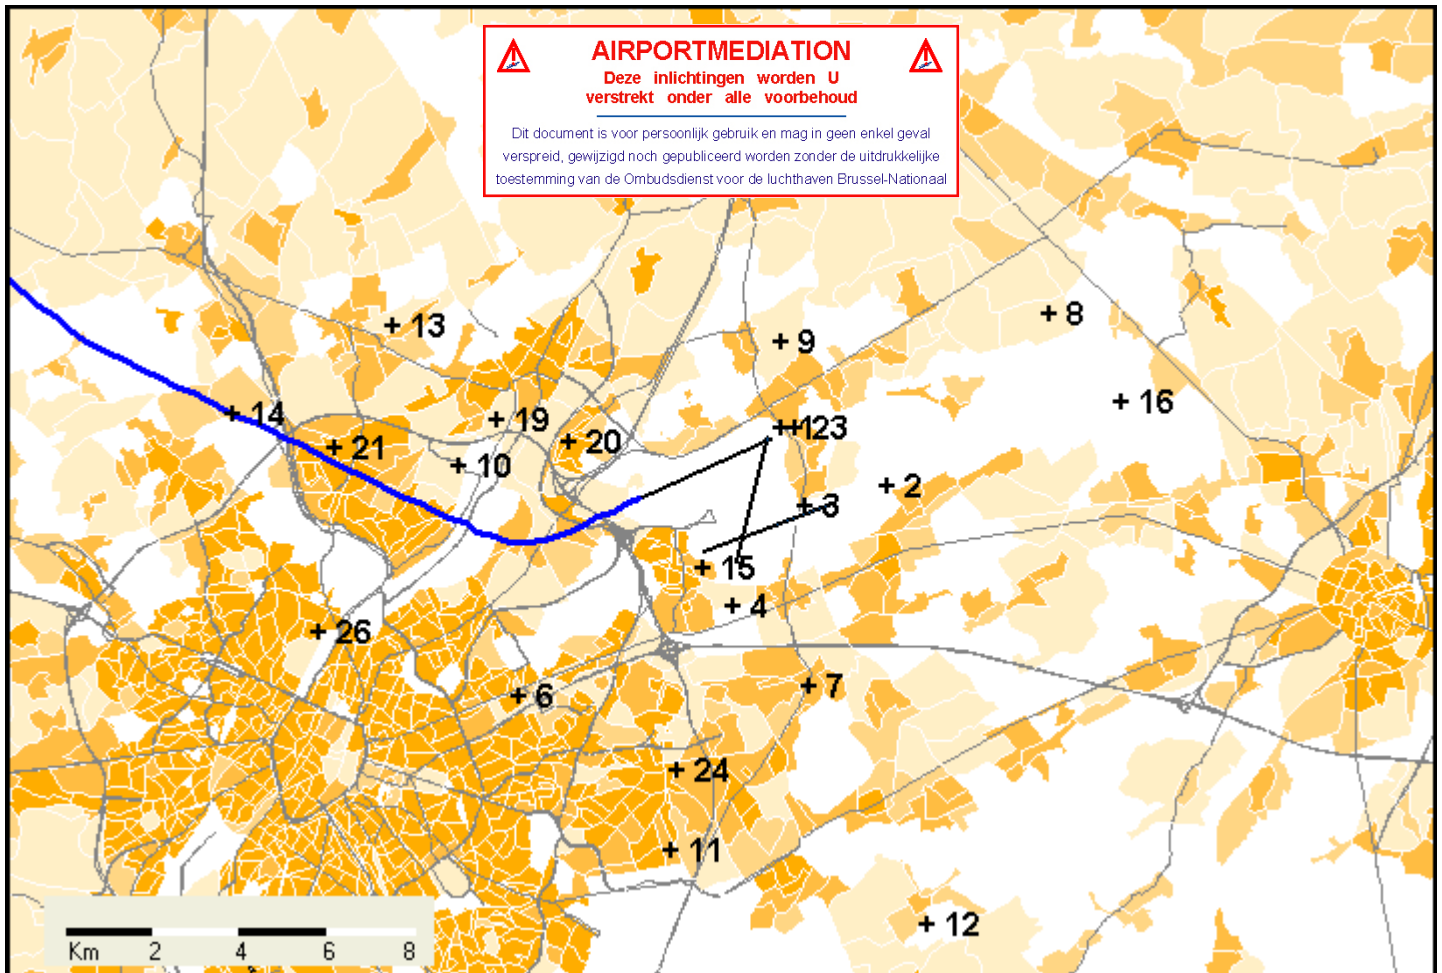 AIRPORTMEDIATION
Deze inlichtingen worden U
verstrekt onder alle voorbehoud
Dit document is voor persoonlijk gebruik en mag in geen enkel geval
verspreid, gewijzigd noch gepubliceerd worden zonder de uitdrukkelijke
toestemming van de Ombudsdienst voor de luchthaven Brussel-Nationaal
+ 8
+ 13
+ 9
+ 16
+ 14
+ 19
+ 20
++123
+ 21
+ 10
+ 2
+ 3
+ 15
+ 4
+ 26
+ 6
+ 7
+ 24
+ 11
+ 12
Km 2 4 6 8